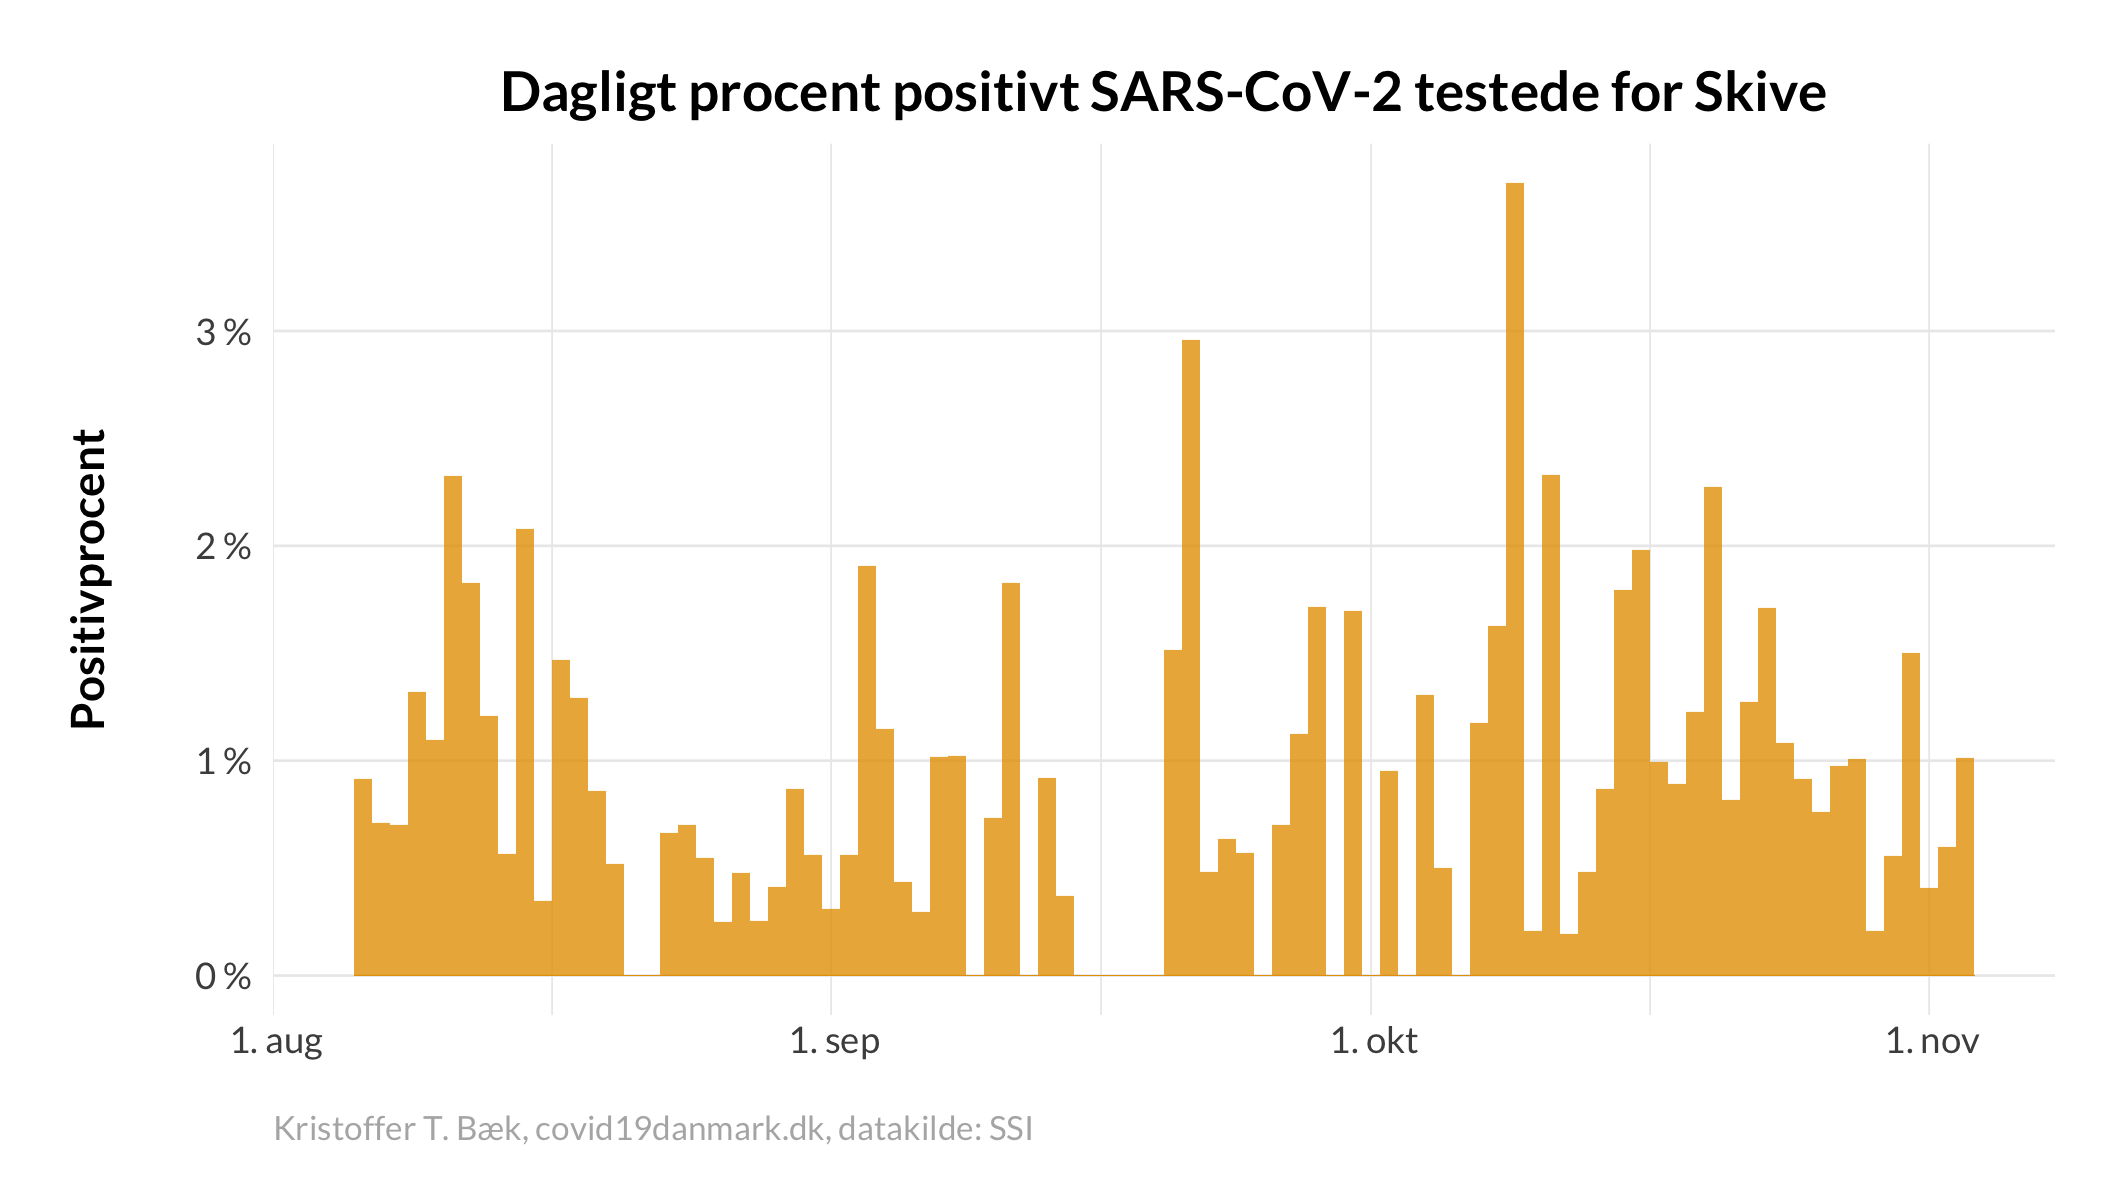 Dagligt procent positivt SARS-CoV-2 testede for Skive
Positivprocent
3 %
2 %
1 %
0 %
1. aug
1. sep
1. okt
1. nov
Kristoffer T. Bæk, covid19danmark.dk, datakilde: SSI